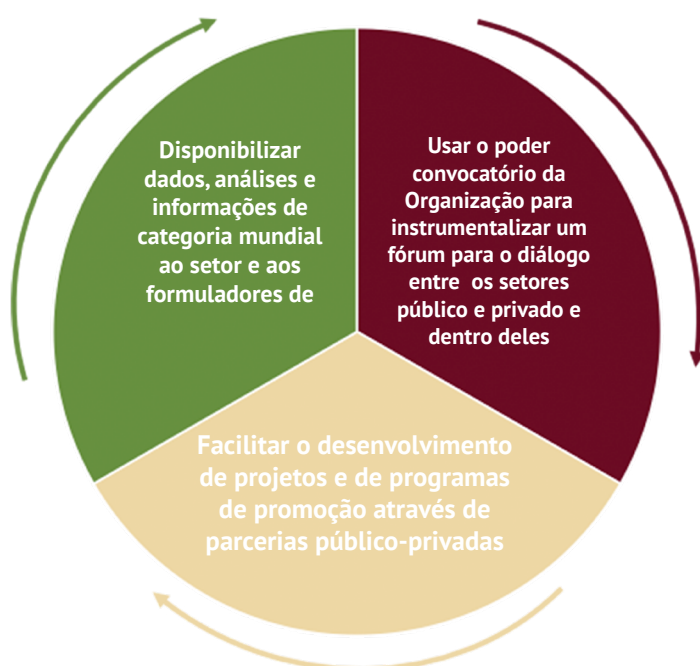 Disponibilizar
dados, análises e
informações de
categoria mundial
ao setor e aos
formuladores de
Usar o poder
convocatório da
Organização para
instrumentalizar um
fórum para o diálogo
entre os setores
público e privado e
dentro deles
Facilitar o desenvolvimento
de projetos e de programas
de promoção através de
parcerias público-privadas